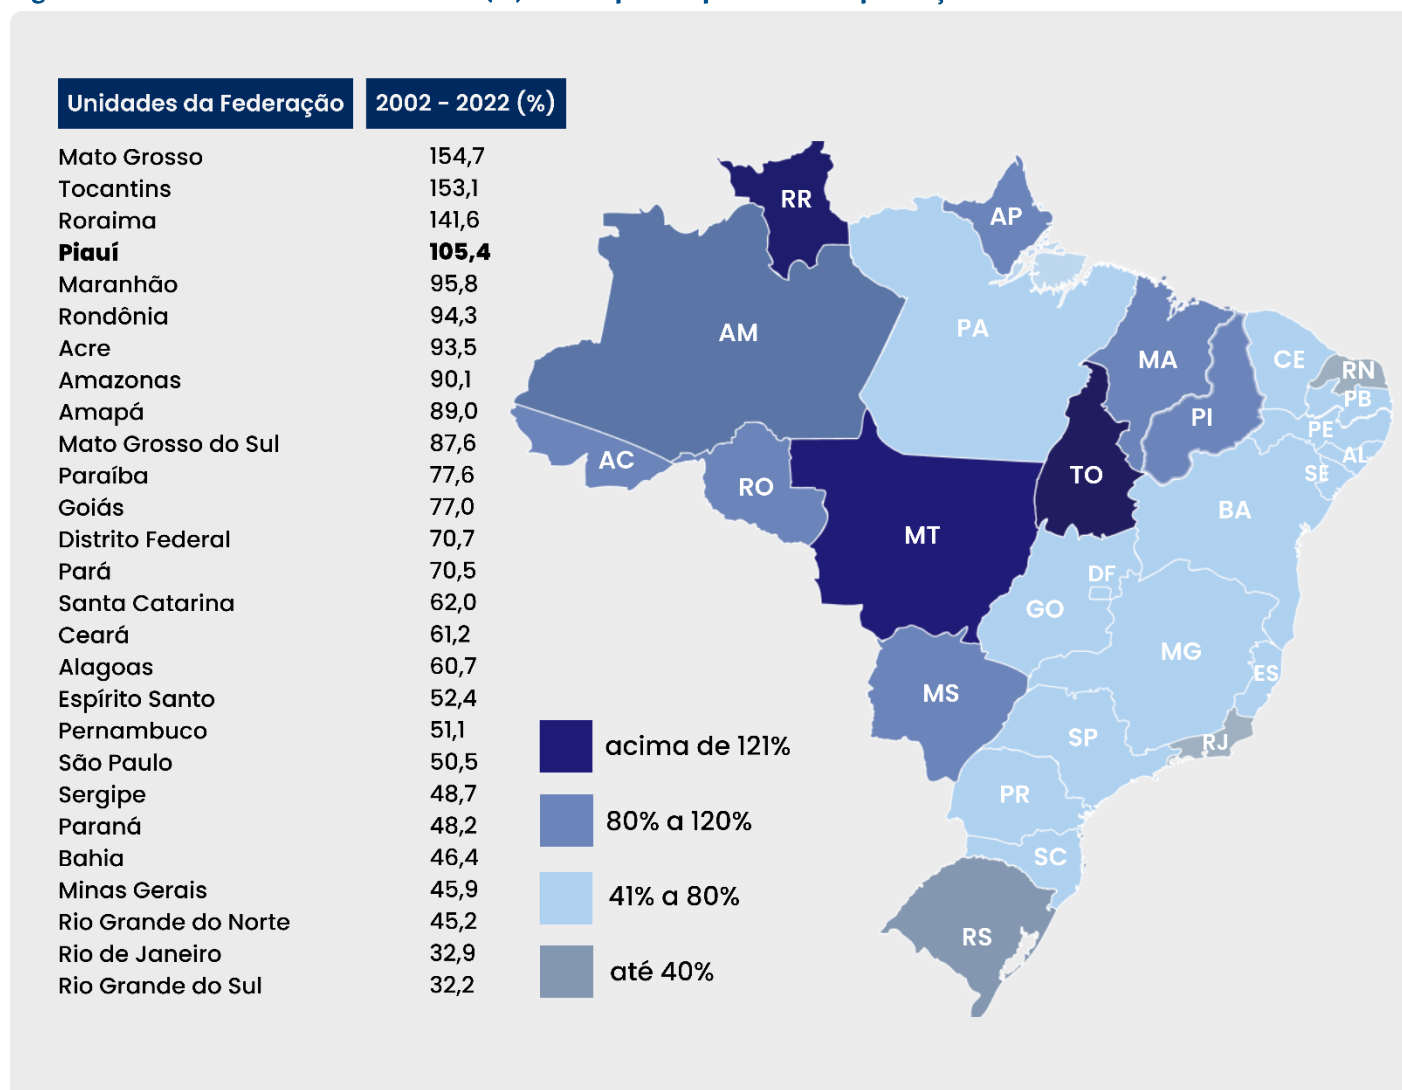 Unidades da Federação 2002 - 2022 (%)
Mato Grosso 154,7
Tocantins 153,1
Roraima 141,6
Piauí 105,4
Maranhão 95,8
Rondônia 94,3
Acre 93,5
Amazonas 90,1
Amapá 89,0
Mato Grosso do Sul 87,6
Paraíba 77,6
Goiás 77,0
Distrito Federal 70,7
Pará 70,5
Santa Catarina 62,0
Ceará 61,2
Alagoas 60,7
Espírito Santo 52,4
Pernambuco 51,1
São Paulo 50,5
Sergipe 48,7
Paraná 48,2
Bahia 46,4
Minas Gerais 45,9
Rio Grande do Norte 45,2
Rio de Janeiro 32,9
Rio Grande do Sul 32,2
RR
AP
AM
PA
MA
CE
RN
PB
PI
PE
AL
SE
AC
RO
TO
BA
MT
DF
GO
MG
ES
MS
SP
RJ
PR
SC
RS
acima de 121%
80% a 120%
41% a 80%
até 40%